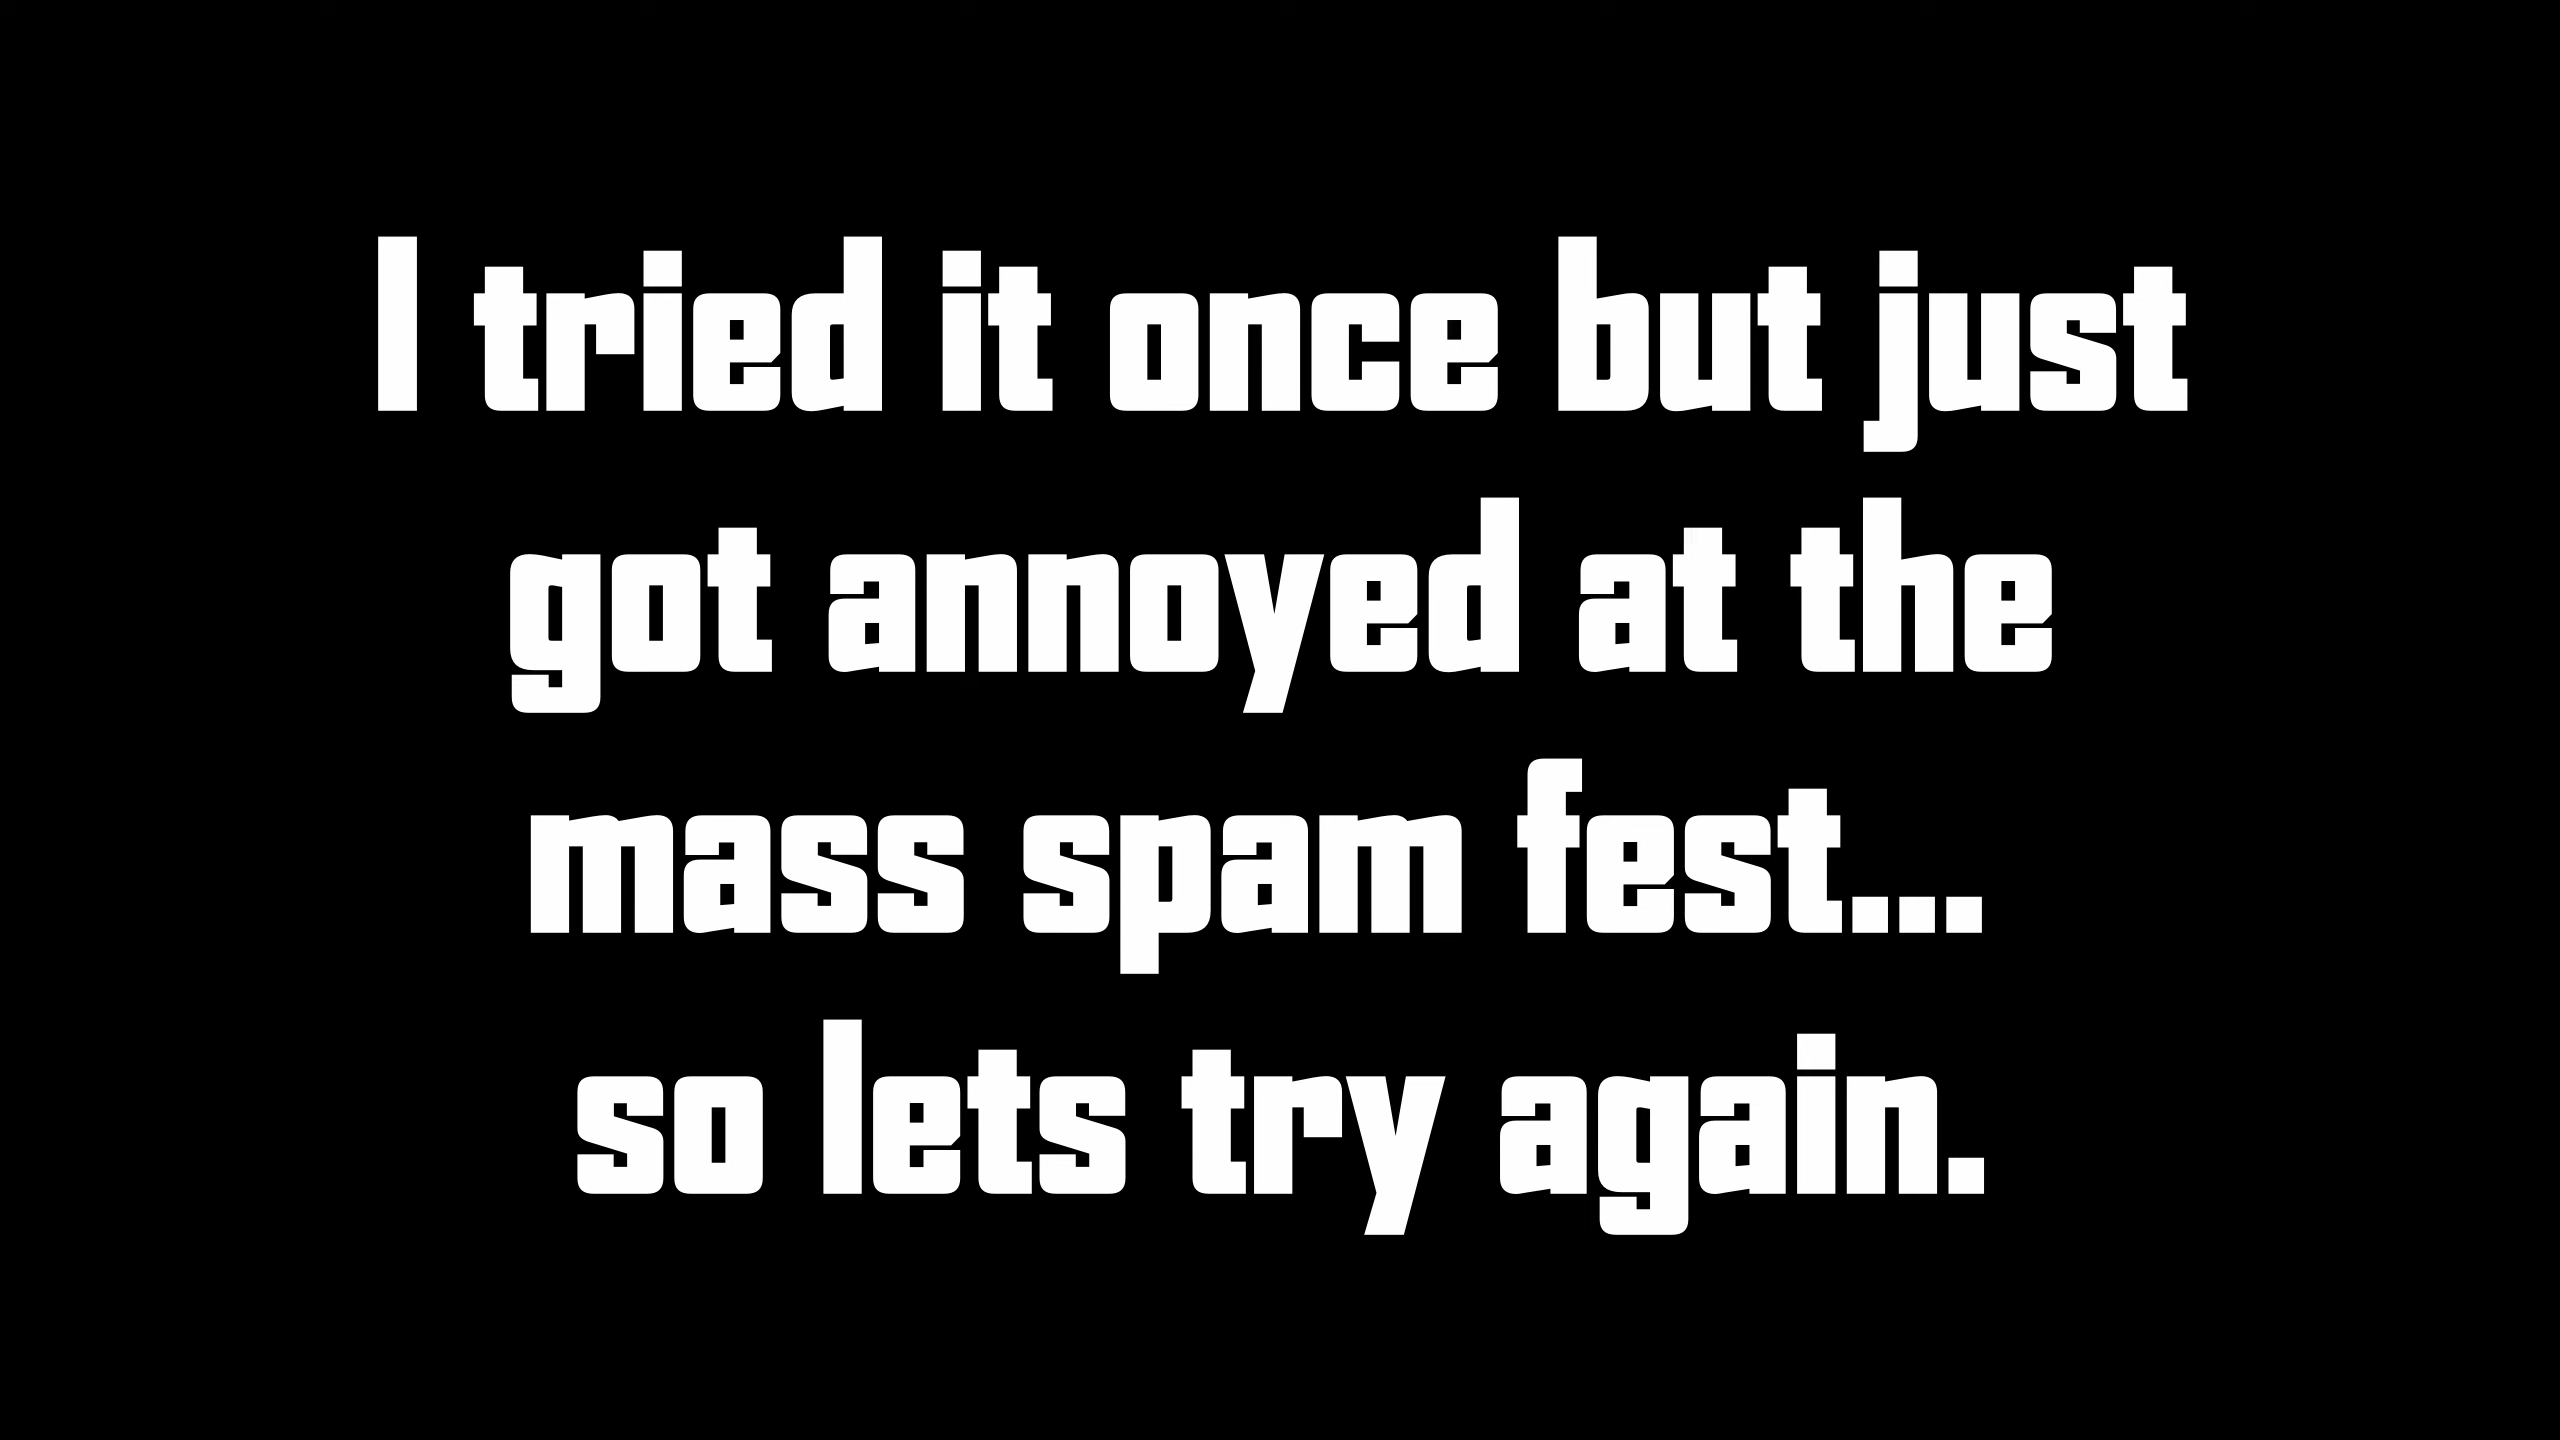 I tried it once but just
got annoyed at the
mass spam fest...
so lets try again.